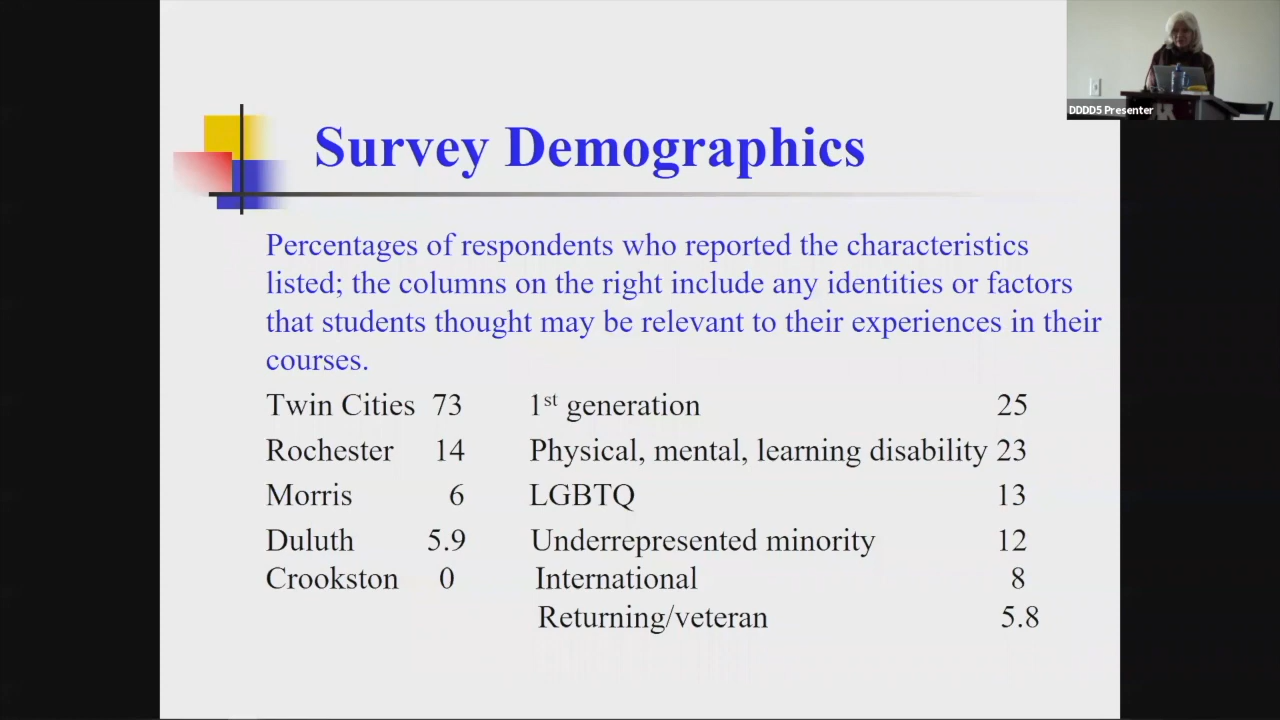 DDDD5 Presenter
Survey Demographics
Percentages of respondents who reported the characteristics
listed; the columns on the right include any identities or factors
that students thought may be relevant to their experiences in their
courses.
Twin Cities 73 1st generation 25
Rochester 14 Physical, mental, learning disability 23
Morris 6 LGBTQ 13
Duluth 5.9 Underrepresented minority 12
Crookston 0 International 8
Returning/veteran 5.8